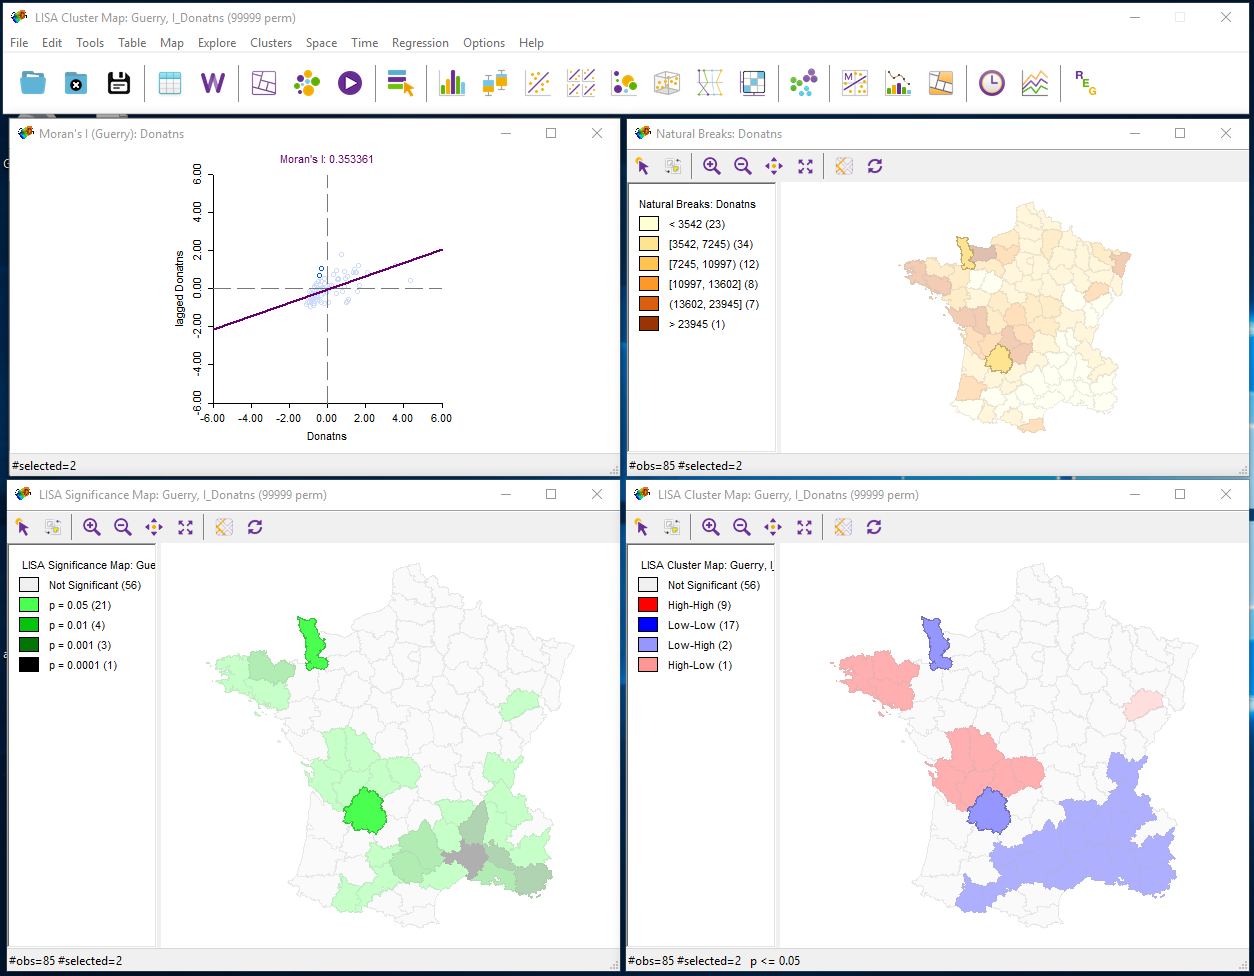 LISA Cluster Map: Guerry, I_Donatns (99999 perm)
File Edit Tools Table Map Explore Clusters Space Time Regression Options Help
W M R E G
Moran's I (Guerry): Donatns
Moran's I: 0.353361
6.00
4.00
2.00
0.00
-2.00
-4.00
-6.00
lagged Donatns
-6.00 -4.00 -2.00 0.00 2.00 4.00 6.00
Donatns
#selected=2
Natural Breaks: Donatns
Natural Breaks: Donatns
< 3542 (23)
[3542, 7245) (34)
[7245, 10997) (12)
[10997, 13602] (8)
(13602, 23945] (7)
> 23945 (1)
#obs=85 #selected=2
LISA Significance Map: Guerry, I_Donatns (99999 perm)
LISA Significance Map: Gue
Not Significant (56)
p = 0.05 (21)
p = 0.01 (4)
p = 0.001 (3)
p = 0.0001 (1)
#obs=85 #selected=2
LISA Cluster Map: Guerry, I_Donatns (99999 perm)
LISA Cluster Map: Guerry, I_
Not Significant (56)
High-High (9)
Low-Low (17)
Low-High (2)
High-Low (1)
#obs=85 #selected=2 p <= 0.05